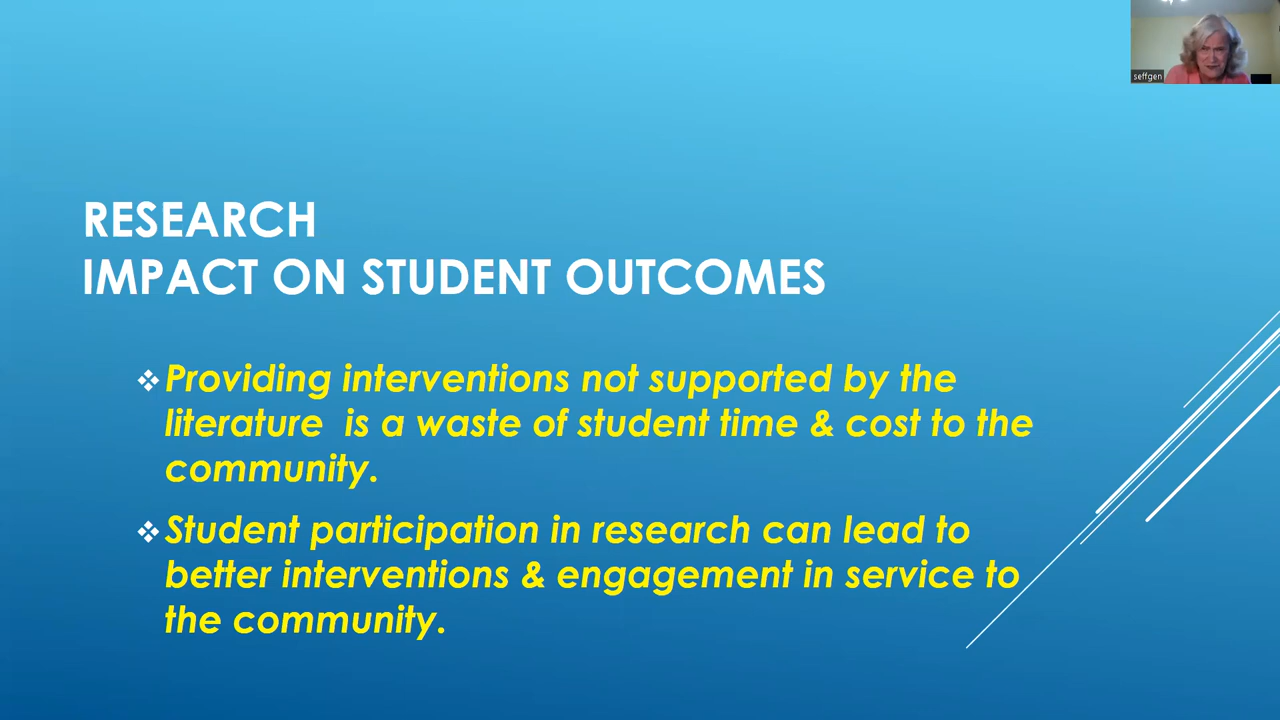 seffgen
RESEARCH
IMPACT ON STUDENT OUTCOMES
Providing interventions not supported by the
literature is a waste of student time & cost to the
community.
Student participation in research can lead to
better interventions & engagement in service to
the community.